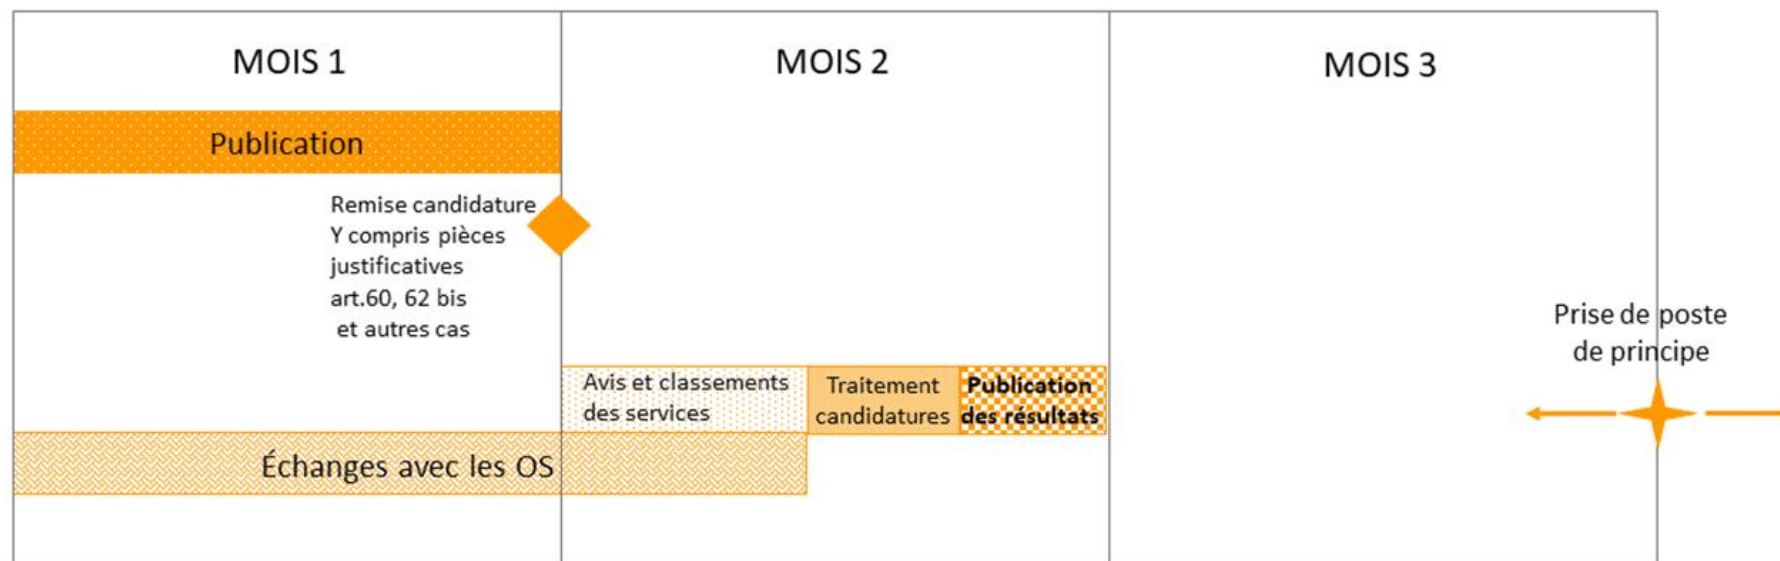 MOIS 1
MOIS 2
MOIS 3
Publication
Remise candidature
Y compris pièces
justificatives
art.60, 62 bis
et autres cas
Prise de poste
de principe
Avis et classements
des services
Traitement
candidatures
Publication
des résultats
Échanges avec les OS